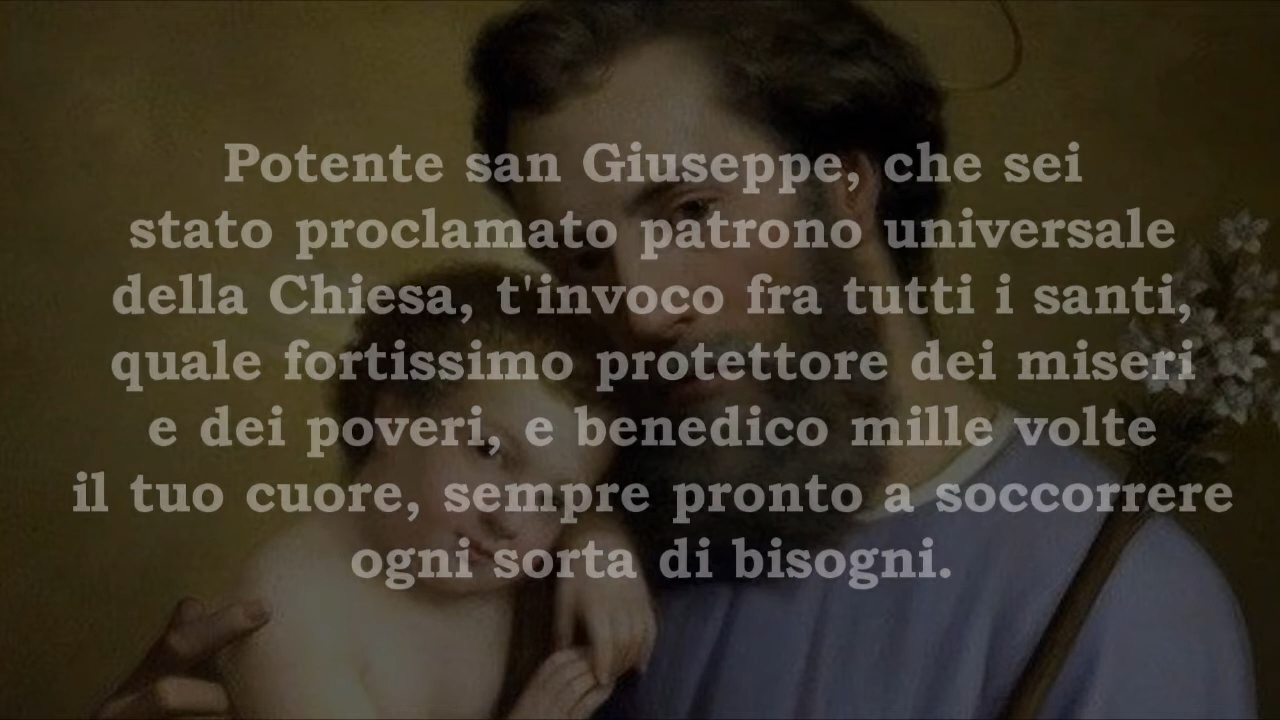 Potente san Giuseppe, che sei
stato proclamato patrono universale
della Chiesa, t'invoco fra tutti i santi,
quale fortissimo protettore dei miseri
e dei poveri, e benedico mille volte
il tuo cuore, sempre pronto a soccorrere
ogni sorta di bisogni.